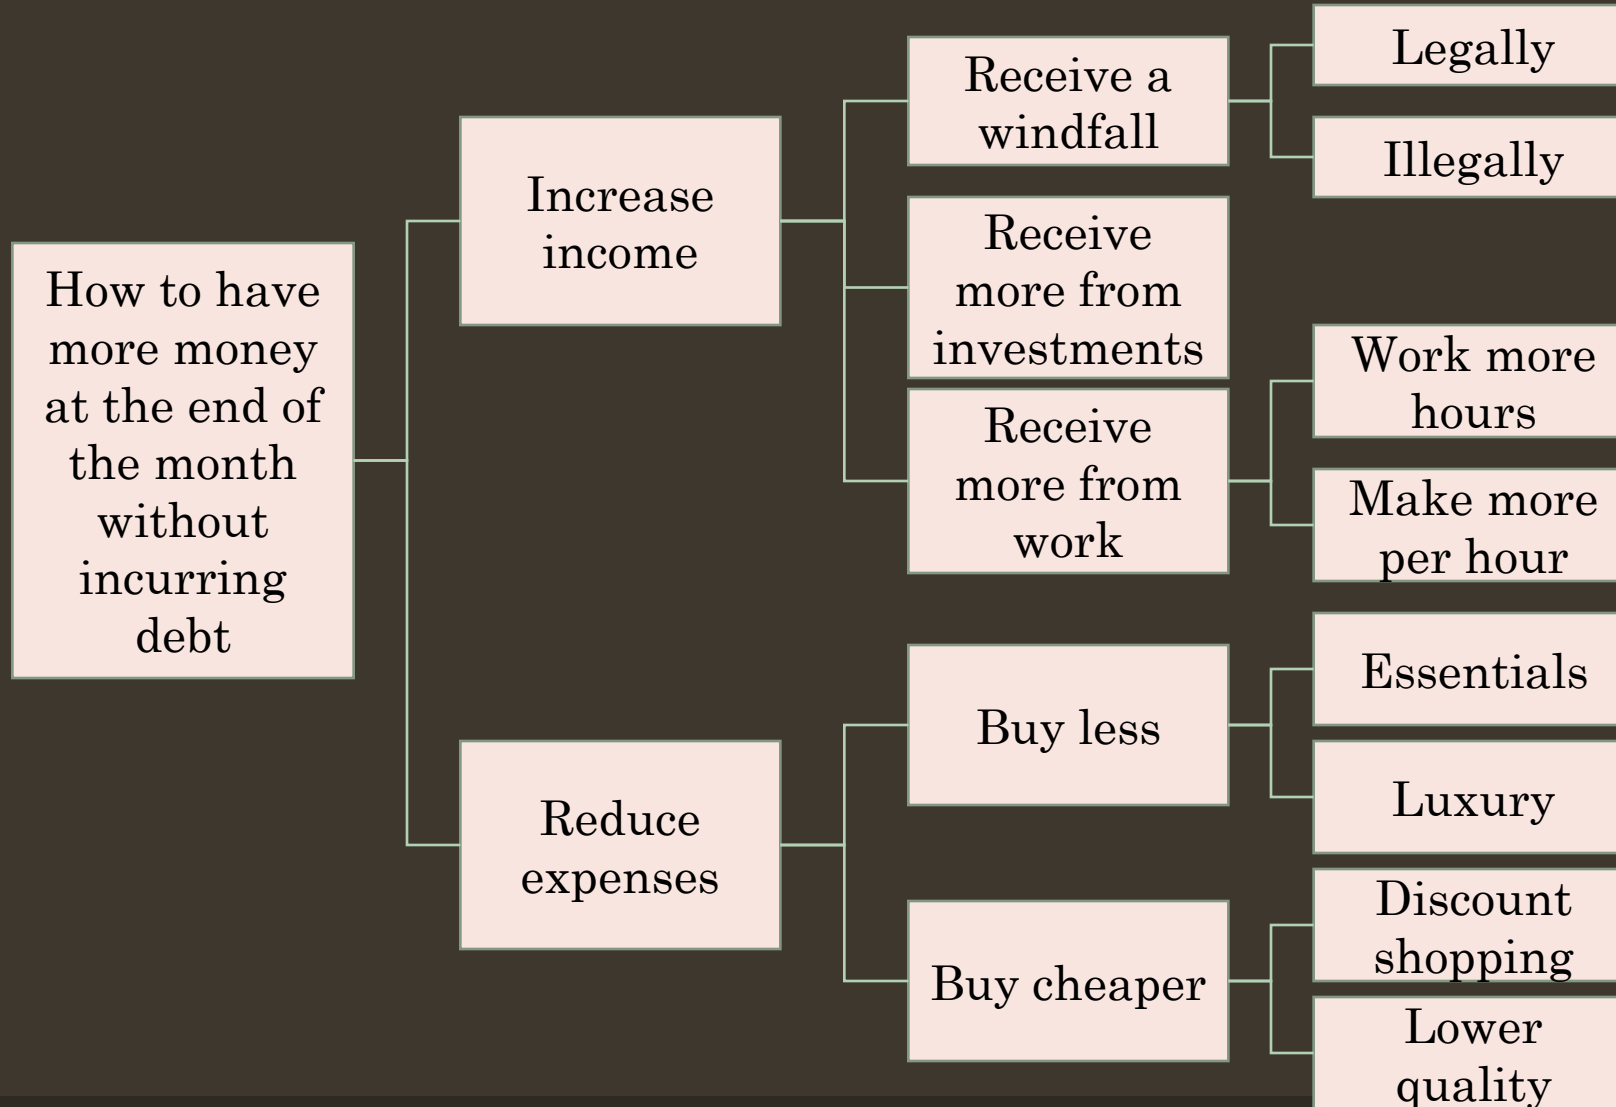 How to have
more money
at the end of
the month
without
incurring
debt
Increase
income
Receive a
windfall
Legally
Illegally
Receive
more from
investments
Receive
more from
work
Work more
hours
Make more
per hour
Reduce
expenses
Buy less
Essentials
Luxury
Buy cheaper
Discount
shopping
Lower
quality